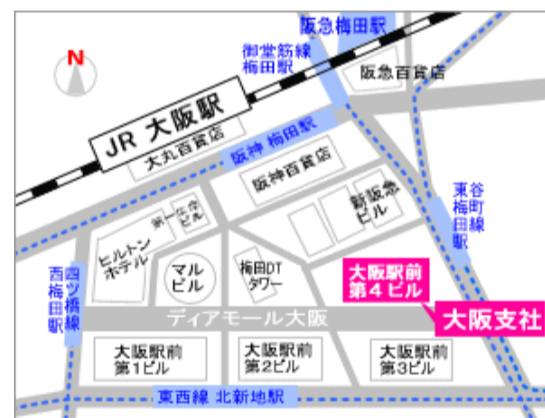 阪急梅田駅
御堂筋線
梅田駅
阪急百貨店
N
JR 大阪駅
大丸百貨店
阪神 梅田駅
阪神百貨店
第一生命
ビル
新阪急
ビル
谷町線
東梅田駅
ヒルトン
ホテル
マル
ビル
梅田DT
タワー
大阪駅前
第4ビル
四ツ橋線
西梅田駅
ディアモール大阪
大阪支社
大阪駅前
第1ビル
大阪駅前
第2ビル
大阪駅前
第3ビル
東西線 北新地駅